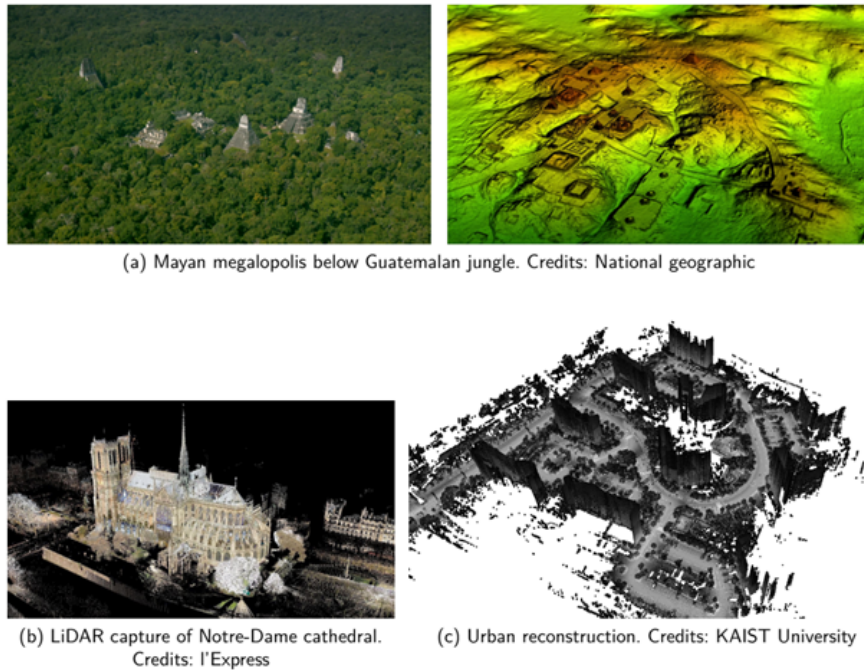 (a) Mayan megalopolis below Guatemalan jungle. Credits: National geographic
(b) LiDAR capture of Notre-Dame cathedral.
Credits: l'Express
(c) Urban reconstruction. Credits: KAIST University